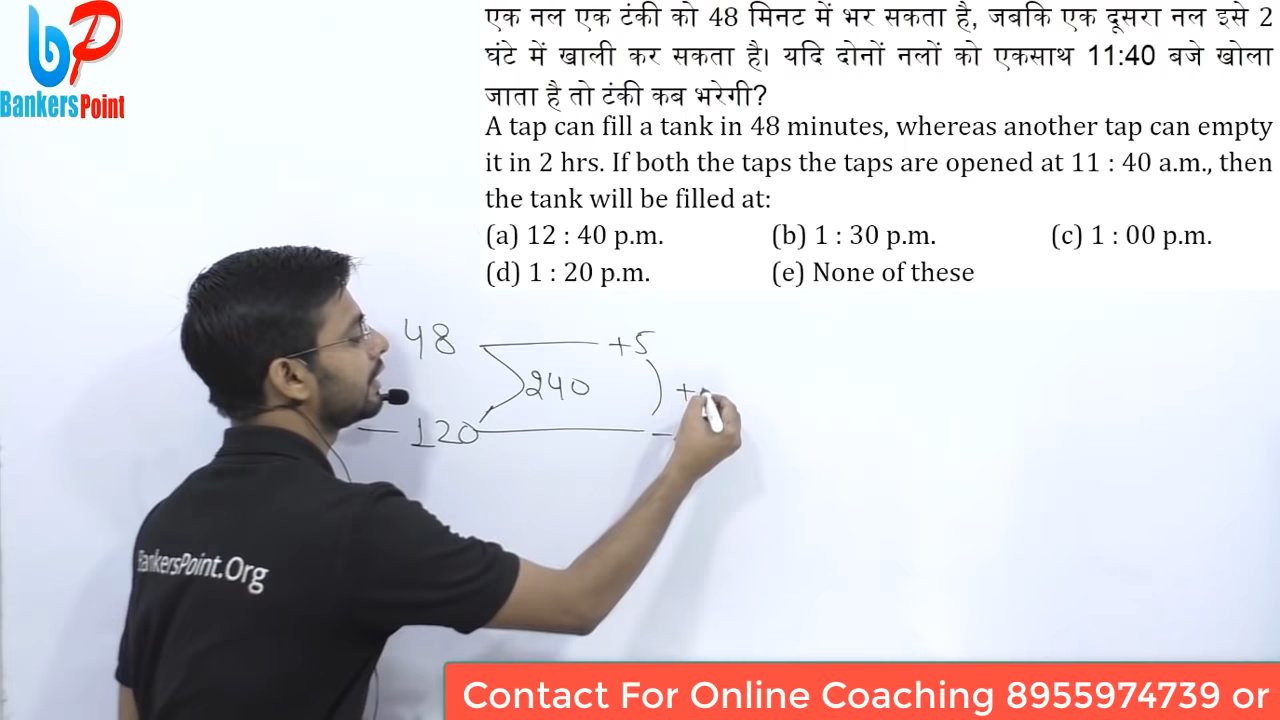 एक नल एक टंकी को 48 मिनट में भर सकता है, जबकि एक दूसरा नल इसे 2
घंटे में खाली कर सकता है। यदि दोनों नलों को एकसाथ 11:40 बजे खोला
जाता है तो टंकी कब भरेगी?
BankersPoint
A tap can fill a tank in 48 minutes, whereas another tap can empty
it in 2 hrs. If both the taps the taps are opened at 11 : 40 a.m., then
the tank will be filled at:
(a) 12 : 40 p.m. (b) 1 : 30 p.m. (c) 1 : 00 p.m.
(d) 1 : 20 p.m. (e) None of these
48 +5
240
- 120
BankersPoint.Org
Contact For Online Coaching 8955974739 or